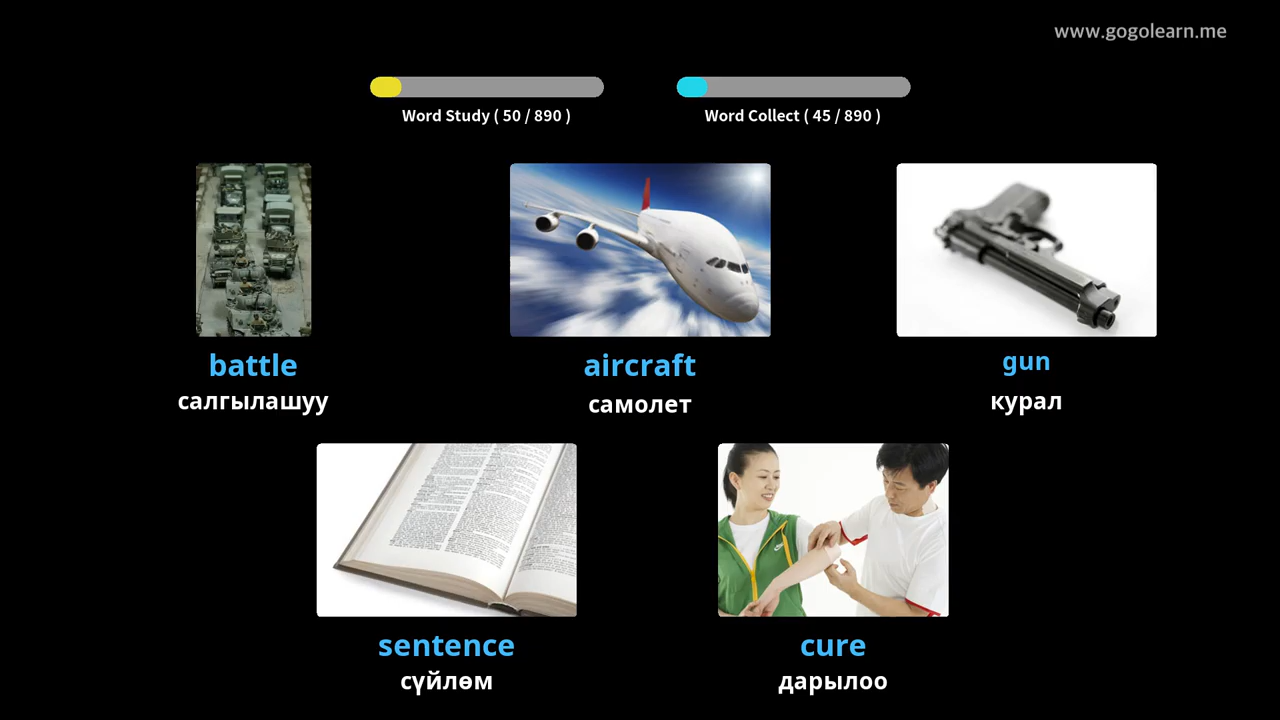 www.gogolearn.me
Word Study ( 50 / 890 )
Word Collect ( 45 / 890 )
battle
салгылашуу
aircraft
самолет
gun
курал
sentence
сүйлөм
cure
дарылоо